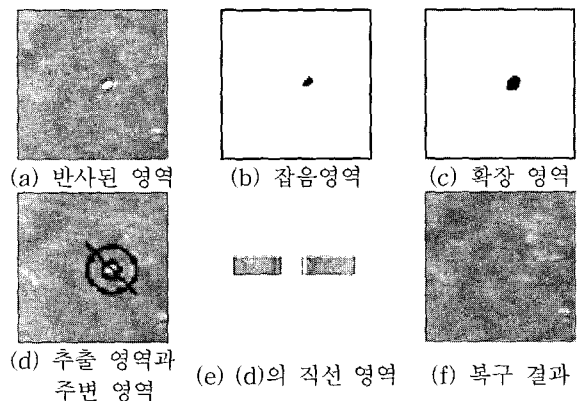 (a) 반사된 영역
(b) 잡음영역
(c) 확장 영역
(d) 추출 영역과
주변 영역
(e) (d)의 직선 영역
(f) 복구 결과